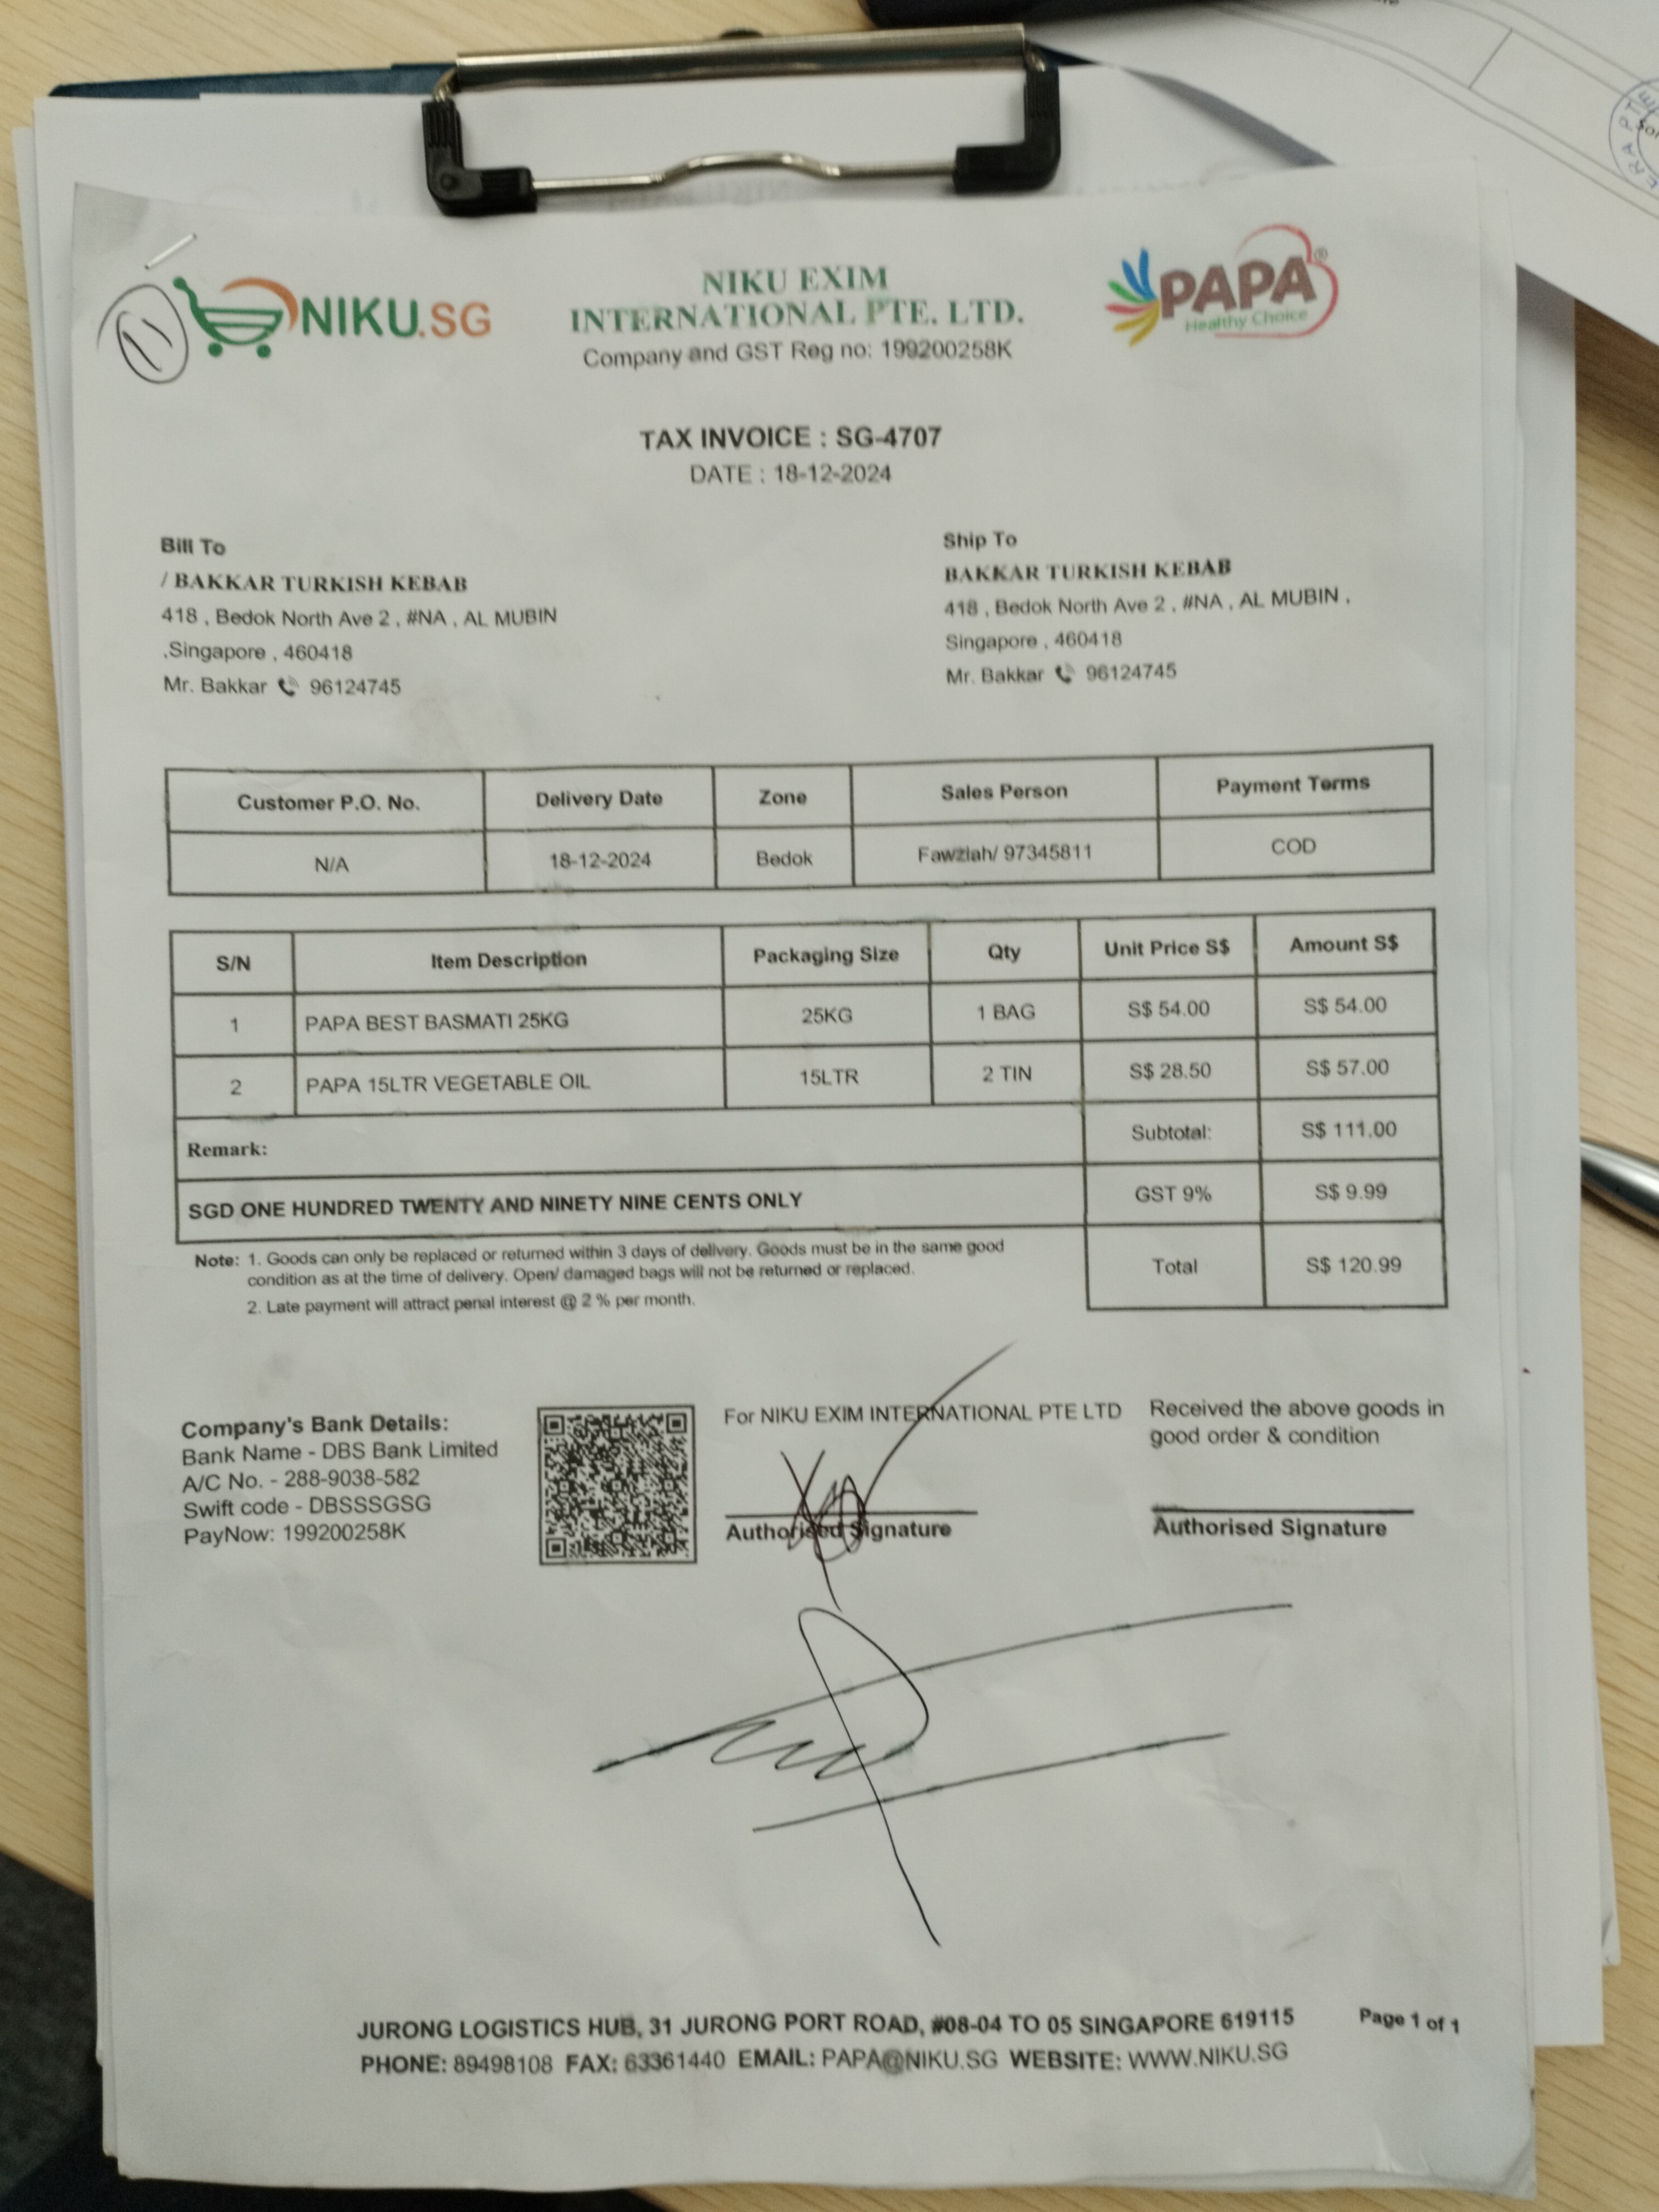 NIKU.SG
NIKU EXIM
INTERNATIONAL PTE. LTD.
Company and GST Reg no: 199200258K
PAPA®
Healthy Choice
TAX INVOICE : SG-4707
DATE : 18-12-2024
Bill To
/ BAKKAR TURKISH KEBAB
418 , Bedok North Ave 2 , #NA , AL MUBIN
,Singapore , 460418
Mr. Bakkar 96124745
Ship To
BAKKAR TURKISH KEBAB
418 , Bedok North Ave 2 , #NA , AL MUBIN ,
Singapore , 460418
Mr. Bakkar 96124745
Customer P.O. No. Delivery Date Zone Sales Person Payment Terms
N/A 18-12-2024 Bedok Fawziah/ 97345811 COD
S/N Item Description Packaging Size Qty Unit Price S$ Amount S$
1 PAPA BEST BASMATI 25KG 25KG 1 BAG S$ 54.00 S$ 54.00
2 PAPA 15LTR VEGETABLE OIL 15LTR 2 TIN S$ 28.50 S$ 57.00
Remark: Subtotal: S$ 111.00
SGD ONE HUNDRED TWENTY AND NINETY NINE CENTS ONLY GST 9% S$ 9.99
Total S$ 120.99
Note: 1. Goods can only be replaced or returned within 3 days of delivery. Goods must be in the same good
condition as at the time of delivery. Open/ damaged bags will not be returned or replaced.
2. Late payment will attract penal interest @ 2 % per month.
Company's Bank Details:
Bank Name - DBS Bank Limited
A/C No. - 288-9038-582
Swift code - DBSSSGSG
PayNow: 199200258K
For NIKU EXIM INTERNATIONAL PTE LTD
Authorised Signature
Received the above goods in
good order & condition
Authorised Signature
JURONG LOGISTICS HUB, 31 JURONG PORT ROAD, #08-04 TO 05 SINGAPORE 619115
PHONE: 89498108 FAX: 63361440 EMAIL: PAPA@NIKU.SG WEBSITE: WWW.NIKU.SG
Page 1 of 1